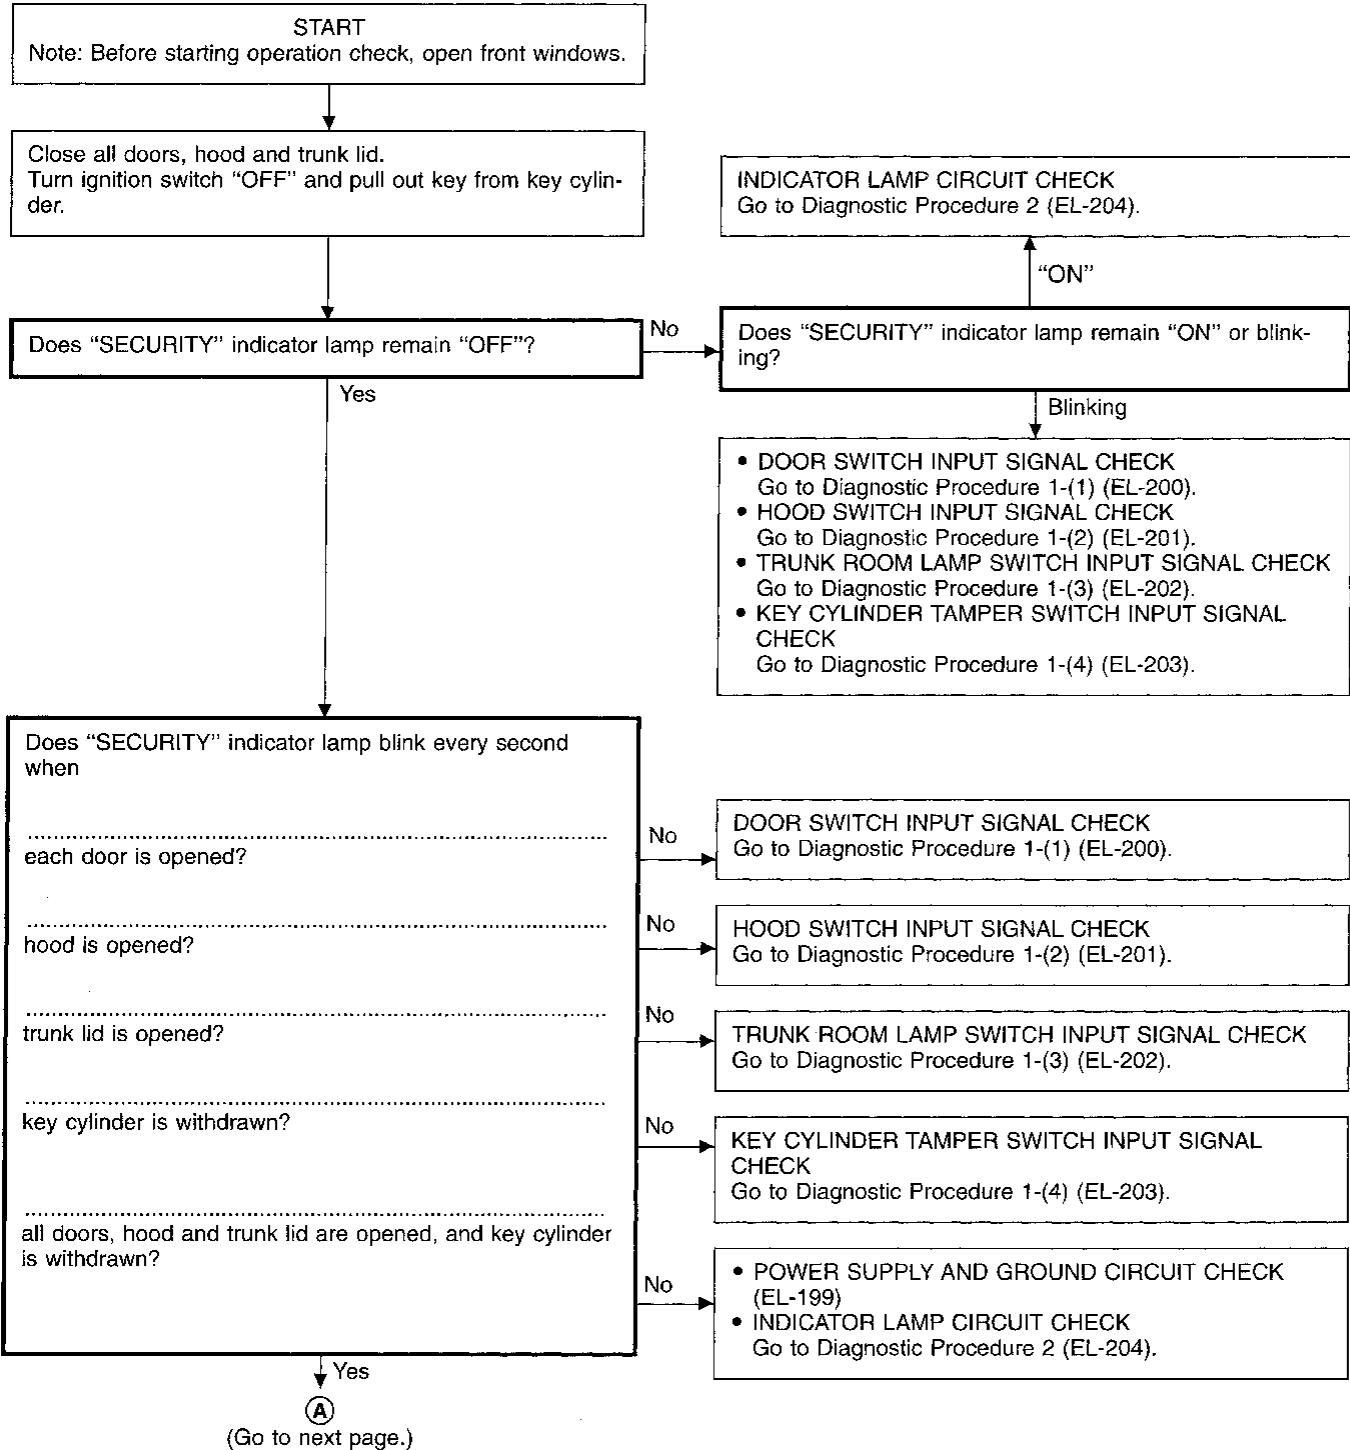 START
Note: Before starting operation check, open front windows.
Close all doors, hood and trunk lid.
Turn ignition switch “OFF” and pull out key from key cylin-
der.
INDICATOR LAMP CIRCUIT CHECK
Go to Diagnostic Procedure 2 (EL-204).
“ON”
Does “SECURITY” indicator lamp remain “OFF”?
No
Does “SECURITY” indicator lamp remain “ON” or blink-
ing?
Yes
Blinking
• DOOR SWITCH INPUT SIGNAL CHECK
Go to Diagnostic Procedure 1-(1) (EL-200).
• HOOD SWITCH INPUT SIGNAL CHECK
Go to Diagnostic Procedure 1-(2) (EL-201).
• TRUNK ROOM LAMP SWITCH INPUT SIGNAL CHECK
Go to Diagnostic Procedure 1-(3) (EL-202).
• KEY CYLINDER TAMPER SWITCH INPUT SIGNAL
CHECK
Go to Diagnostic Procedure 1-(4) (EL-203).
Does “SECURITY” indicator lamp blink every second
when
each door is opened?
No
DOOR SWITCH INPUT SIGNAL CHECK
Go to Diagnostic Procedure 1-(1) (EL-200).
hood is opened?
No
HOOD SWITCH INPUT SIGNAL CHECK
Go to Diagnostic Procedure 1-(2) (EL-201).
trunk lid is opened?
No
TRUNK ROOM LAMP SWITCH INPUT SIGNAL CHECK
Go to Diagnostic Procedure 1-(3) (EL-202).
key cylinder is withdrawn?
No
KEY CYLINDER TAMPER SWITCH INPUT SIGNAL
CHECK
Go to Diagnostic Procedure 1-(4) (EL-203).
all doors, hood and trunk lid are opened, and key cylinder
is withdrawn?
No
• POWER SUPPLY AND GROUND CIRCUIT CHECK
(EL-199)
• INDICATOR LAMP CIRCUIT CHECK
Go to Diagnostic Procedure 2 (EL-204).
Yes
A
(Go to next page.)